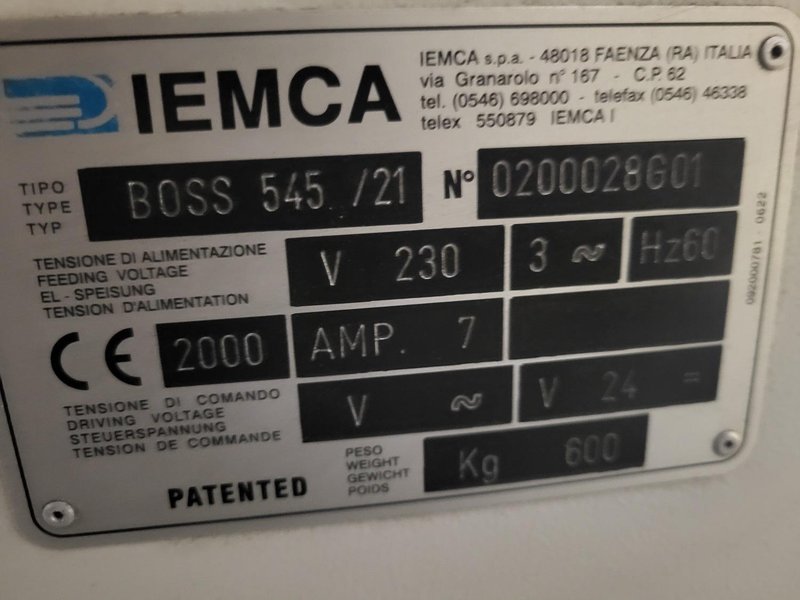 IEMCA
IEMCA s.p.a. - 48018 FAENZA (RA) ITALIA
via Granarolo n° 167 - C.P. 62
tel. (0546) 698000 - telefax (0546) 46338
telex 550879 IEMCA I
TIPO
TYPE
TYP
BOSS 545 /21
N° 0200028G01
TENSIONE DI ALIMENTAZIONE
FEEDING VOLTAGE
EL - SPEISUNG
TENSION D'ALIMENTATION
V 230
3 ~
Hz60
CE 2000
AMP. 7
TENSIONE DI COMANDO
DRIVING VOLTAGE
STEUERSPANNUNG
TENSION DE COMMANDE
V ~
V 24 =
PESO
WEIGHT
GEWICHT
POIDS
Kg 600
PATENTED
092000781 - 0622